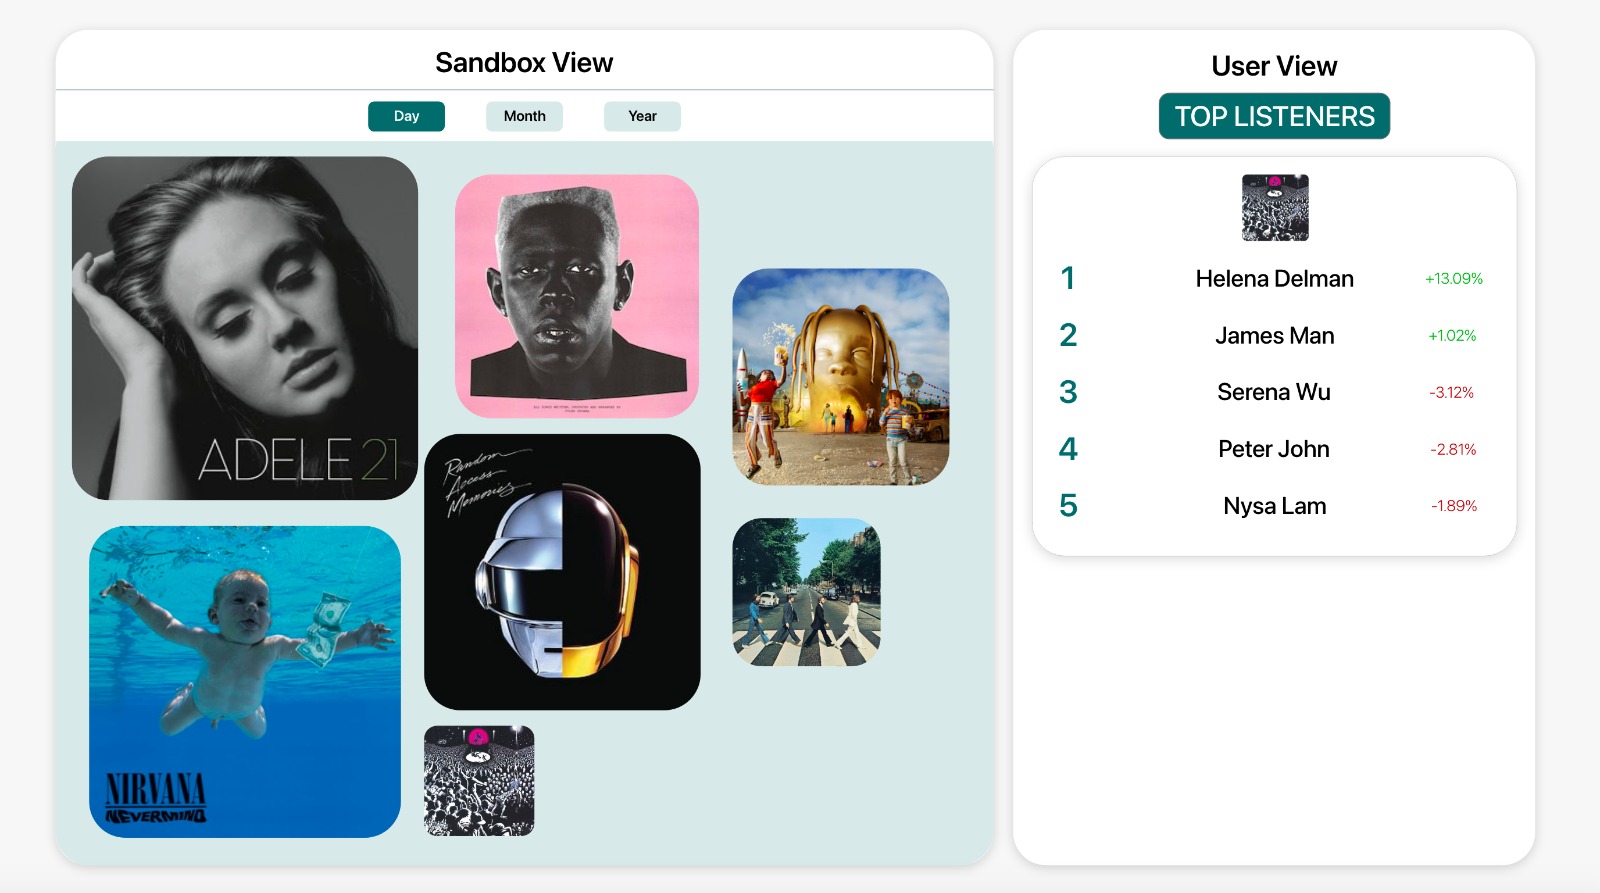 Sandbox View
Day
Month
Year
ADELE 21
Random
Access
Memories
NIRVANA
NEVERMIND
User View
TOP LISTENERS
1 Helena Delman +13.09%
2 James Man +1.02%
3 Serena Wu -3.12%
4 Peter John -2.81%
5 Nysa Lam -1.89%